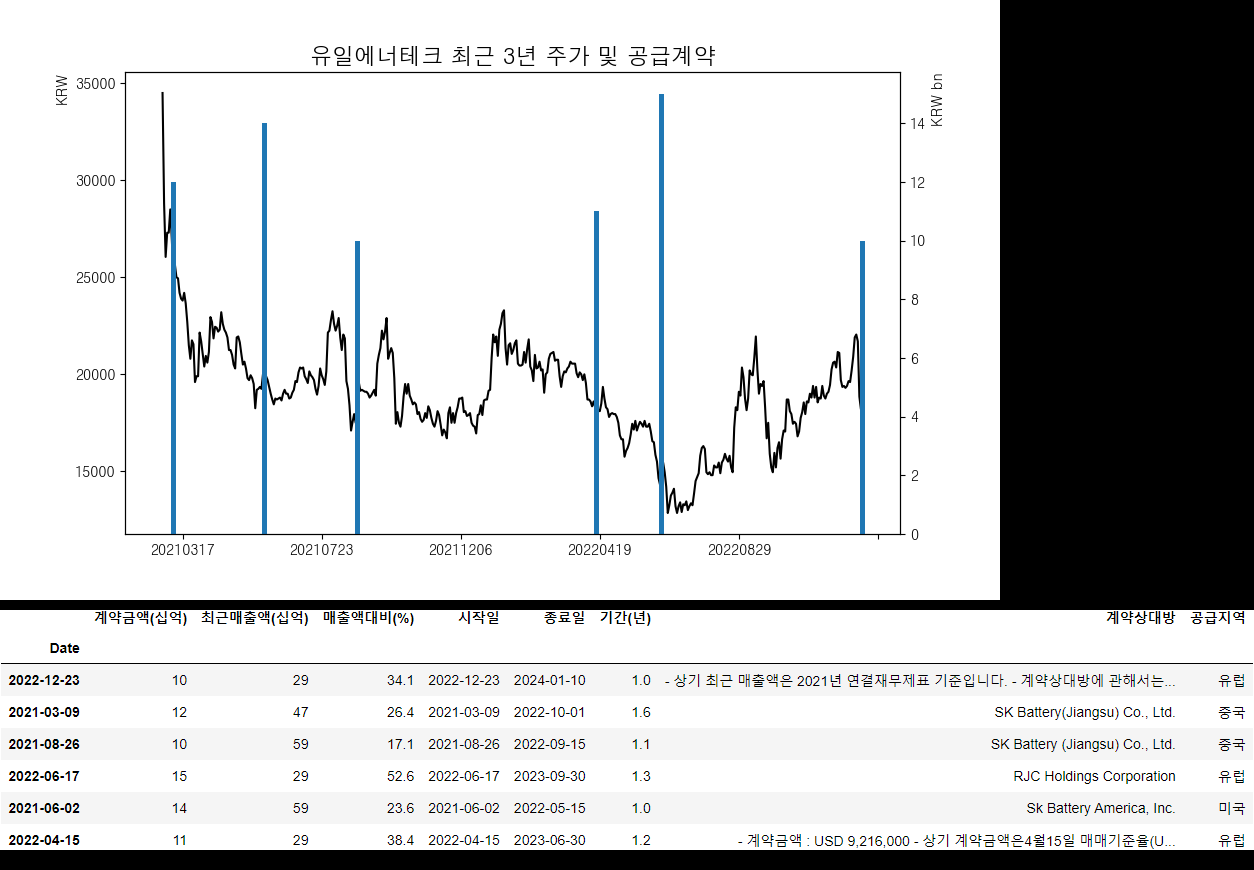 유일에너테크 최근 3년 주가 및 공급계약
KRW
KRW bn
35000
30000
25000
20000
15000
14
12
10
8
6
4
2
0
20210317 20210723 20211206 20220419 20220829
계약금액(십억) 최근매출액(십억) 매출액대비(%) 시작일 종료일 기간(년) 계약상대방 공급지역
Date
2022-12-23 10 29 34.1 2022-12-23 2024-01-10 1.0 - 상기 최근 매출액은 2021년 연결재무제표 기준입니다. - 계약상대방에 관해서는... 유럽
2021-03-09 12 47 26.4 2021-03-09 2022-10-01 1.6 SK Battery(Jiangsu) Co., Ltd. 중국
2021-08-26 10 59 17.1 2021-08-26 2022-09-15 1.1 SK Battery (Jiangsu) Co., Ltd. 중국
2022-06-17 15 29 52.6 2022-06-17 2023-09-30 1.3 RJC Holdings Corporation 유럽
2021-06-02 14 59 23.6 2021-06-02 2022-05-15 1.0 Sk Battery America, Inc. 미국
2022-04-15 11 29 38.4 2022-04-15 2023-06-30 1.2 - 계약금액 : USD 9,216,000 - 상기 계약금액은4월15일 매매기준율(U... 유럽